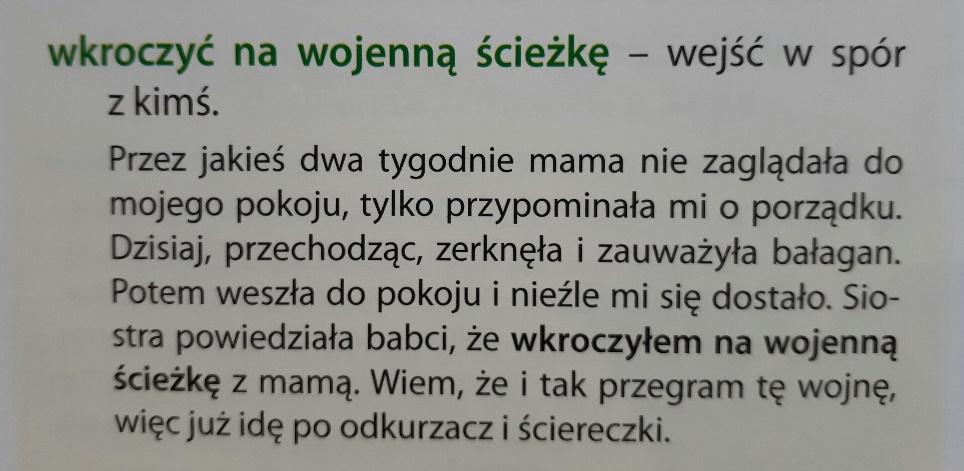 wkroczyć na wojenną ścieżkę – wejść w spór
z kimś.
Przez jakieś dwa tygodnie mama nie zaglądała do
mojego pokoju, tylko przypominała mi o porządku.
Dzisiaj, przechodząc, zerknęła i zauważyła bałagan.
Potem weszła do pokoju i nieźle mi się dostało. Sio-
stra powiedziała babci, że wkroczyłem na wojenną
ścieżkę z mamą. Wiem, że i tak przegram tę wojnę,
więc już idę po odkurzacz i ściereczki.